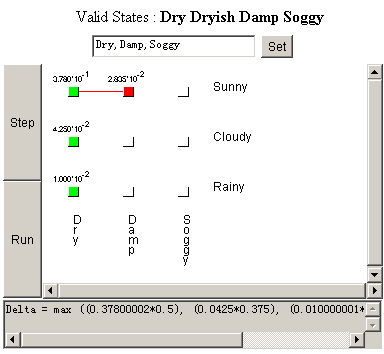 Valid States : Dry Dryish Damp Soggy
Dry,Damp,Soggy Set
3.780*10-1 2.835*10-2 Sunny
Step
4.250*10-2 Cloudy
1.000*10-2 Rainy
Dry Damp Soggy
Run
Delta = max ((0.37800002*0.5), (0.0425*0.375), (0.010000001*